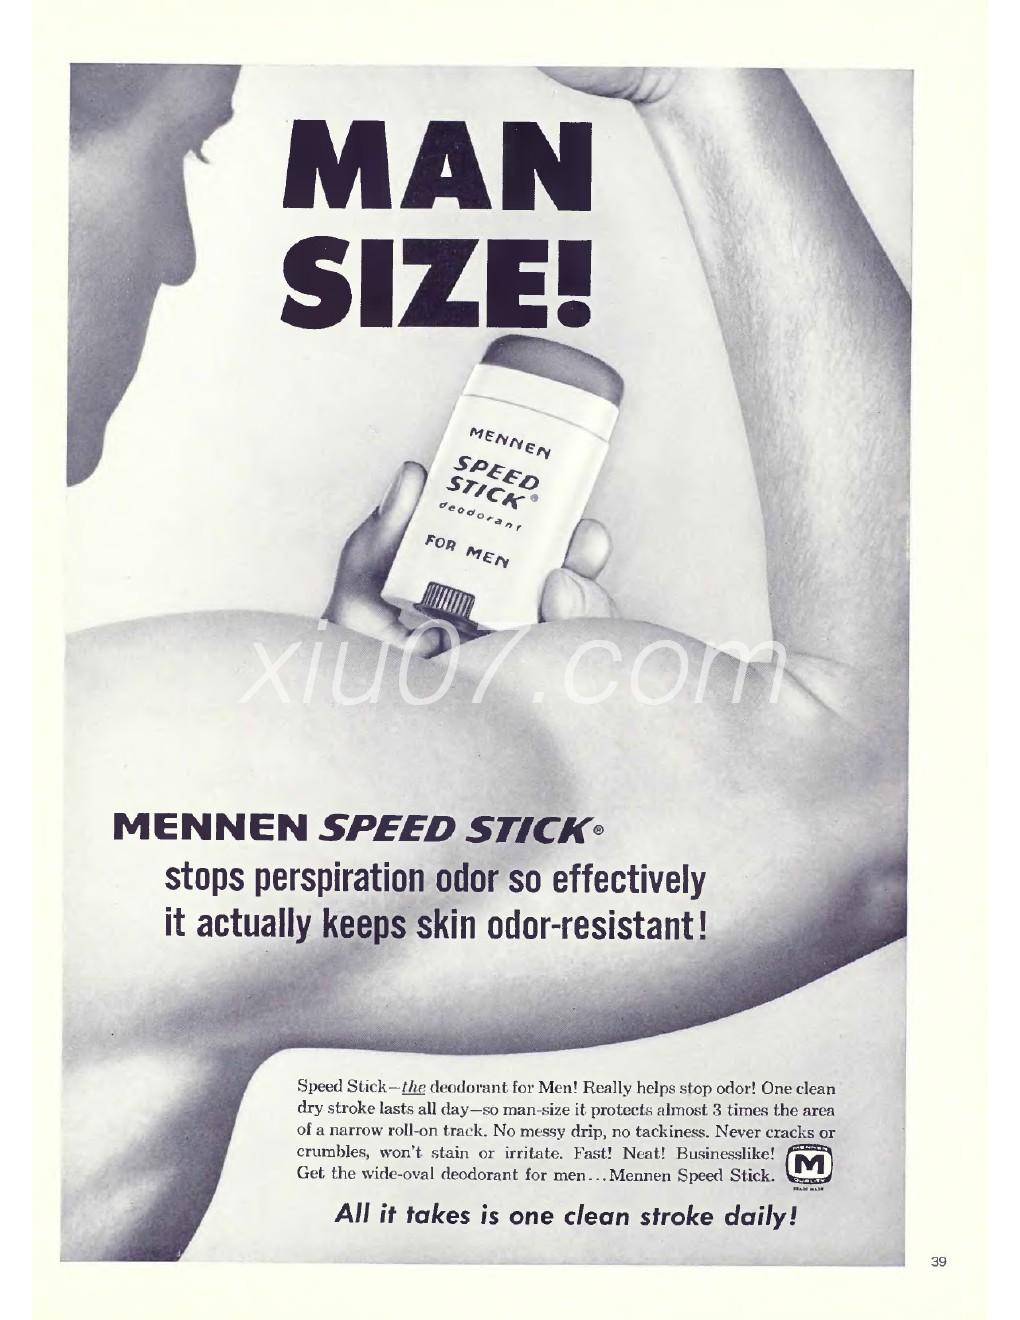 MAN
SIZE!
MENNEN
SPEED
STICK®
deodorant
FOR MEN
xiu07.com
MENNEN SPEED STICK®
stops perspiration odor so effectively
it actually keeps skin odor-resistant!
Speed Stick—the deodorant for Men! Really helps stop odor! One clean
dry stroke lasts all day—so man-size it protects almost 3 times the area
of a narrow roll-on track. No messy drip, no tackiness. Never cracks or
crumbles, won't stain or irritate. Fast! Neat! Businesslike!
Get the wide-oval deodorant for men...Mennen Speed Stick.
MENNEN
M
QUALITY
TRADE MARK
All it takes is one clean stroke daily!
39